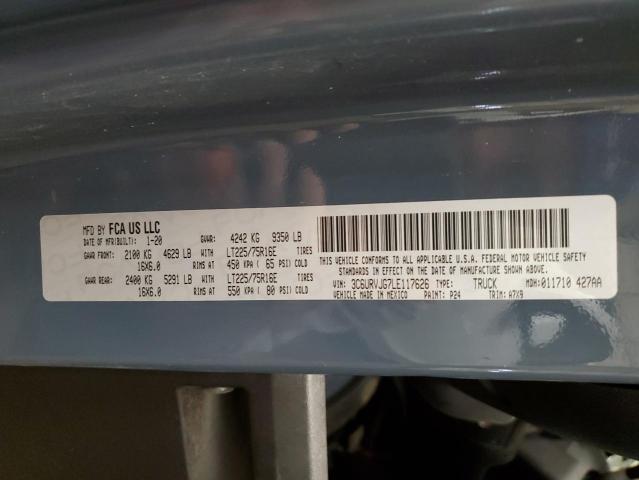 MFD BY FCA US LLC
DATE OF MFR(BUILT): 1-20 GVWR: 4242 KG 9350 LB
GAWR FRONT: 2100 KG 4629 LB WITH LT225/75R16E TIRES
16X6.0 RIMS AT 450 KPA( 65 PSI) COLD
GAWR REAR: 2400 KG 5291 LB WITH LT225/75R16E TIRES
16X6.0 RIMS AT 550 KPA( 80 PSI) COLD
THIS VEHICLE CONFORMS TO ALL APPLICABLE U.S.A. FEDERAL MOTOR VEHICLE SAFETY
STANDARDS IN EFFECT ON THE DATE OF MANUFACTURE SHOWN ABOVE.
VIN: 3C6URVJG7LE117626 TYPE: TRUCK MDH:011710 427AA
VEHICLE MADE IN MEXICO PAINT: P24 TRIM: A7X9